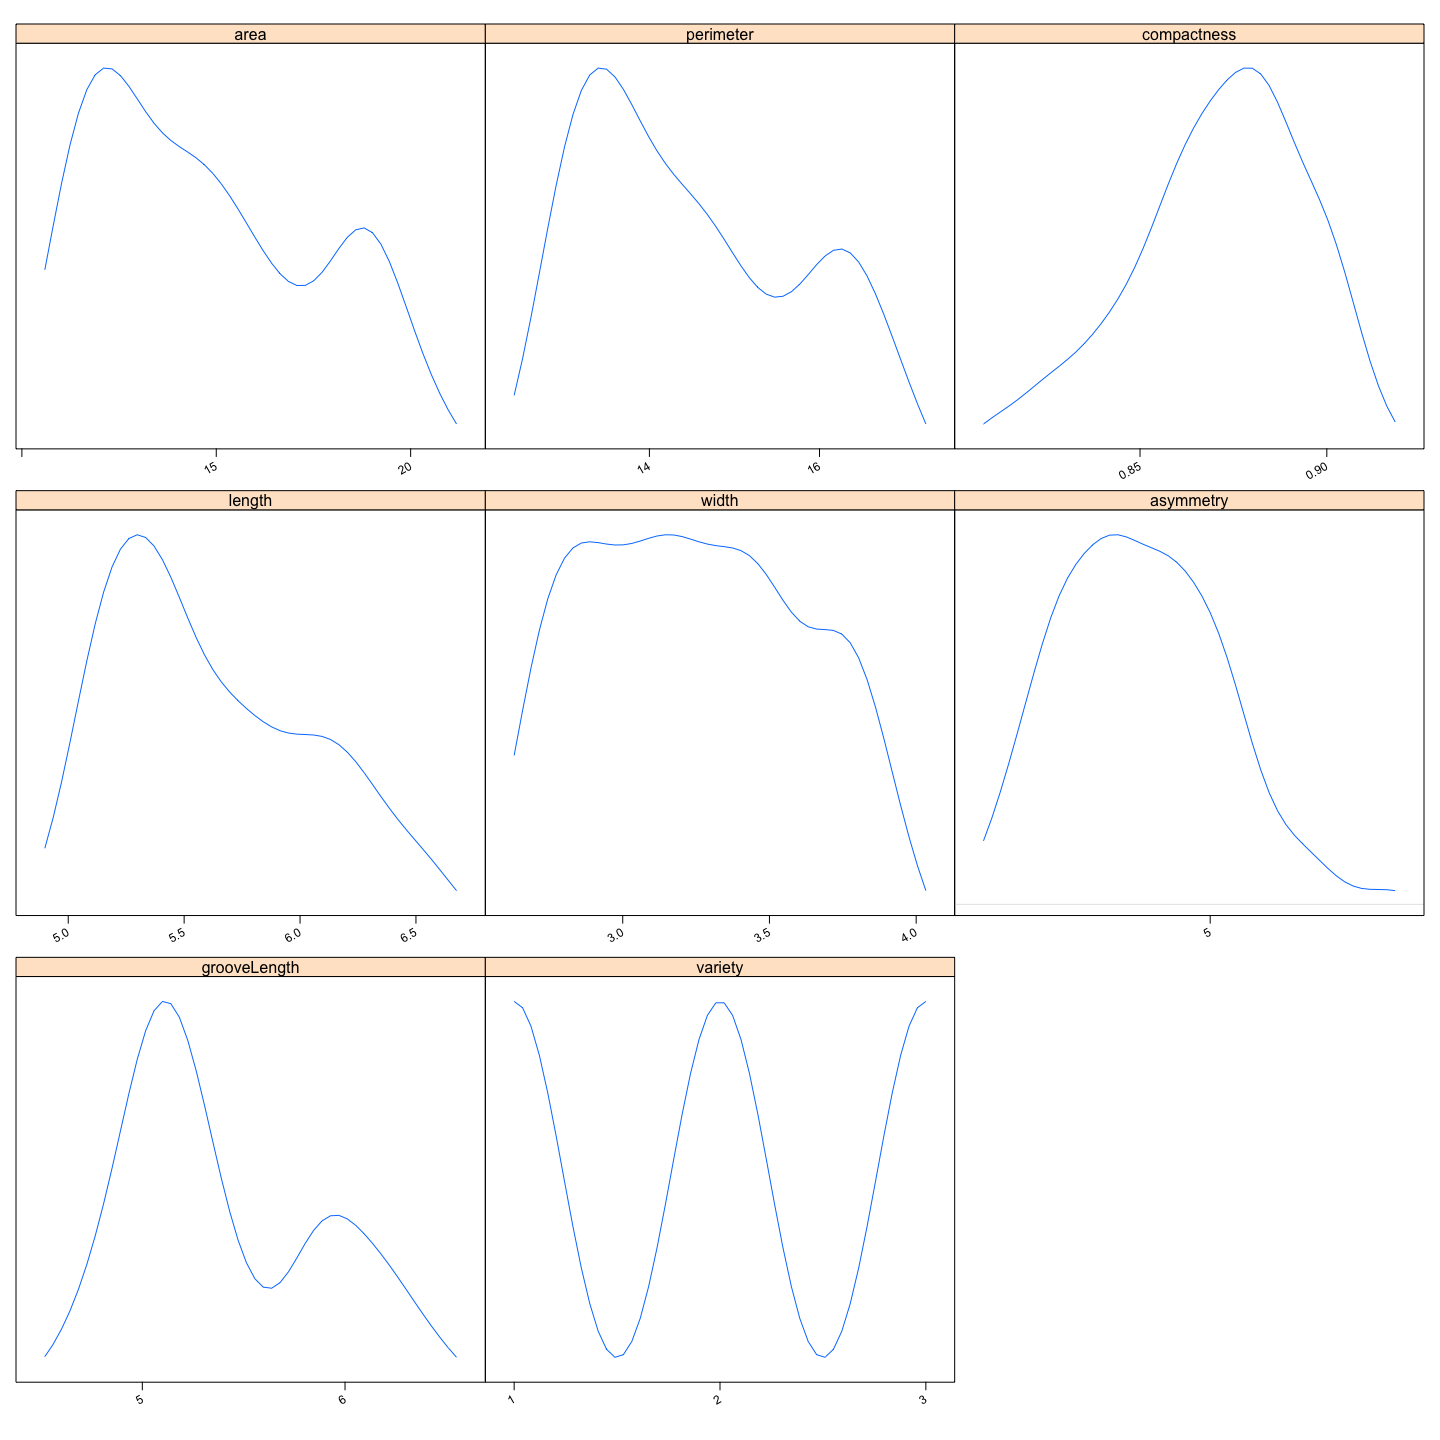 area perimeter compactness
15 20 14 16 0.85 0.90
length width asymmetry
5.0 5.5 6.0 6.5 3.0 3.5 4.0 5
grooveLength variety
5 6 1 2 3